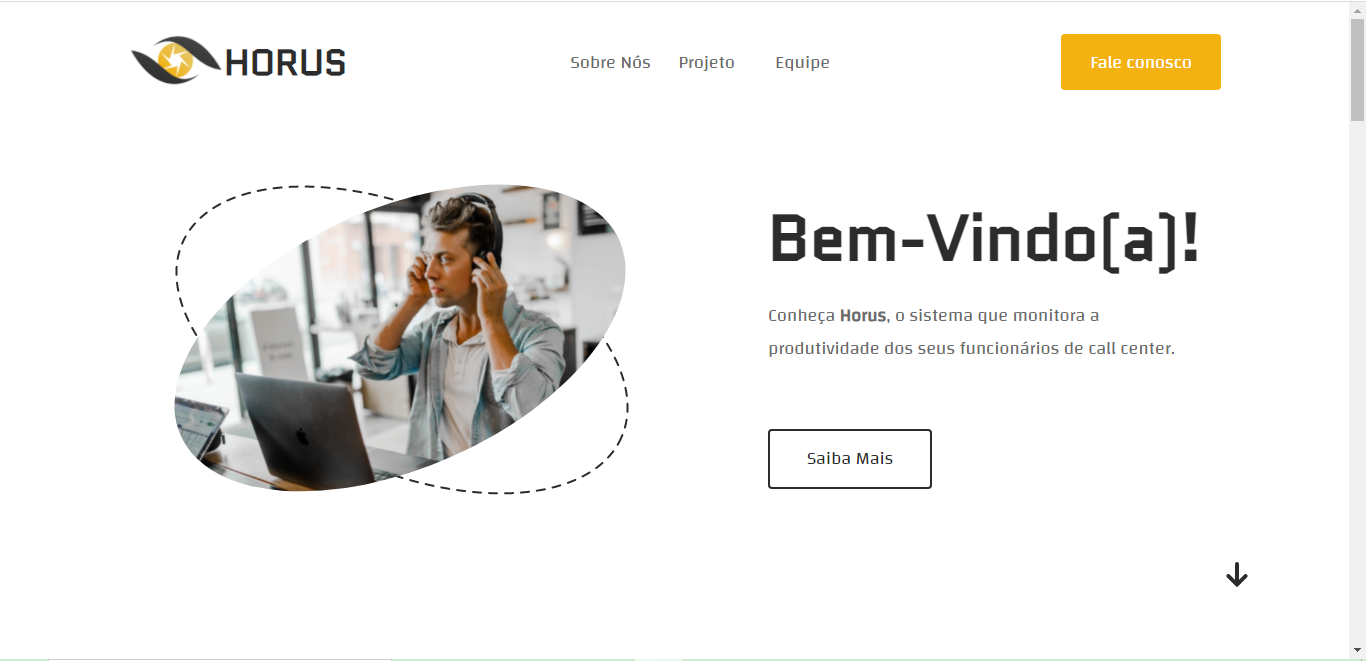 HORUS
Sobre Nós
Projeto
Equipe
Fale conosco
Bem-Vindo(a)!
Conheça Horus, o sistema que monitora a
produtividade dos seus funcionários de call center.
Saiba Mais